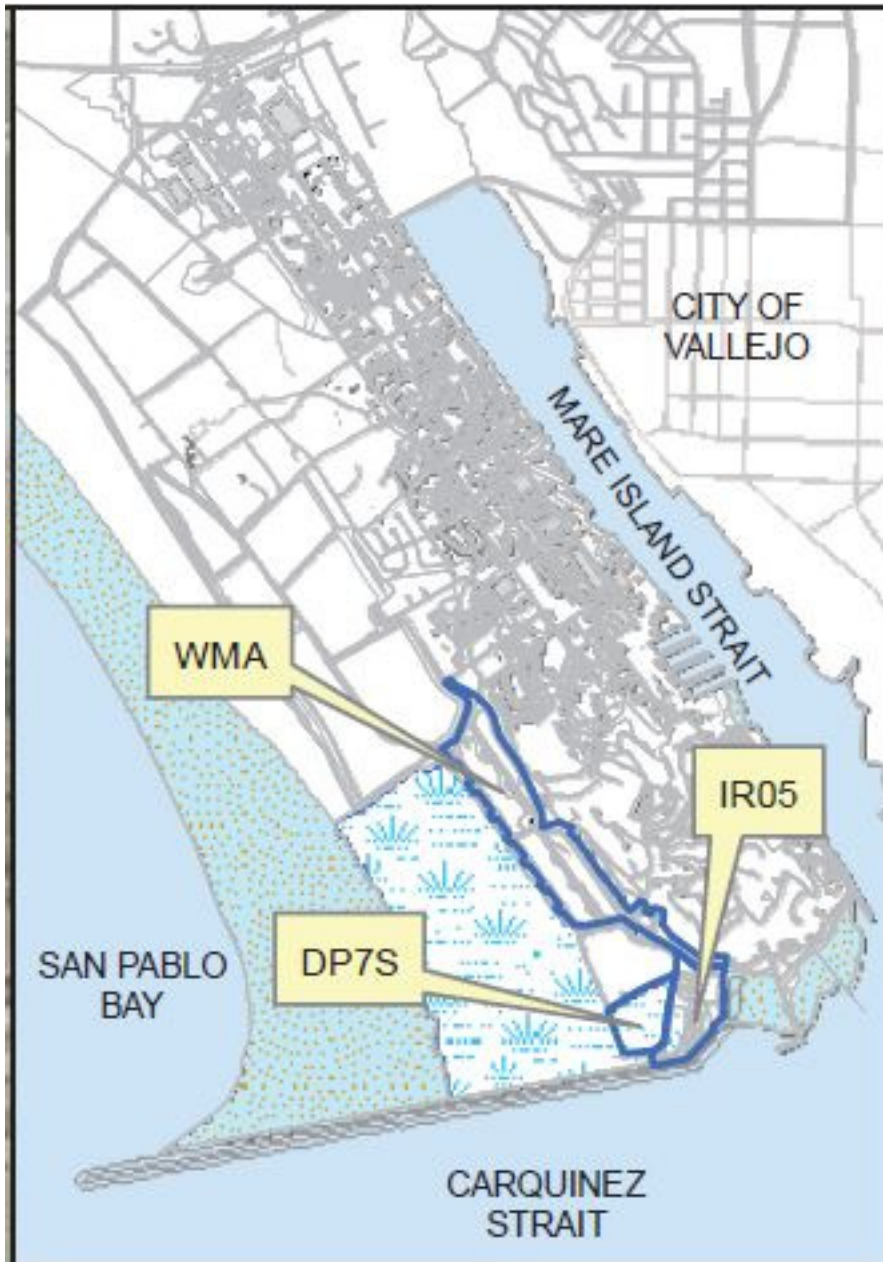 CITY OF
VALLEJO
MARE ISLAND STRAIT
WMA
IR05
DP7S
SAN PABLO
BAY
CARQUINEZ
STRAIT